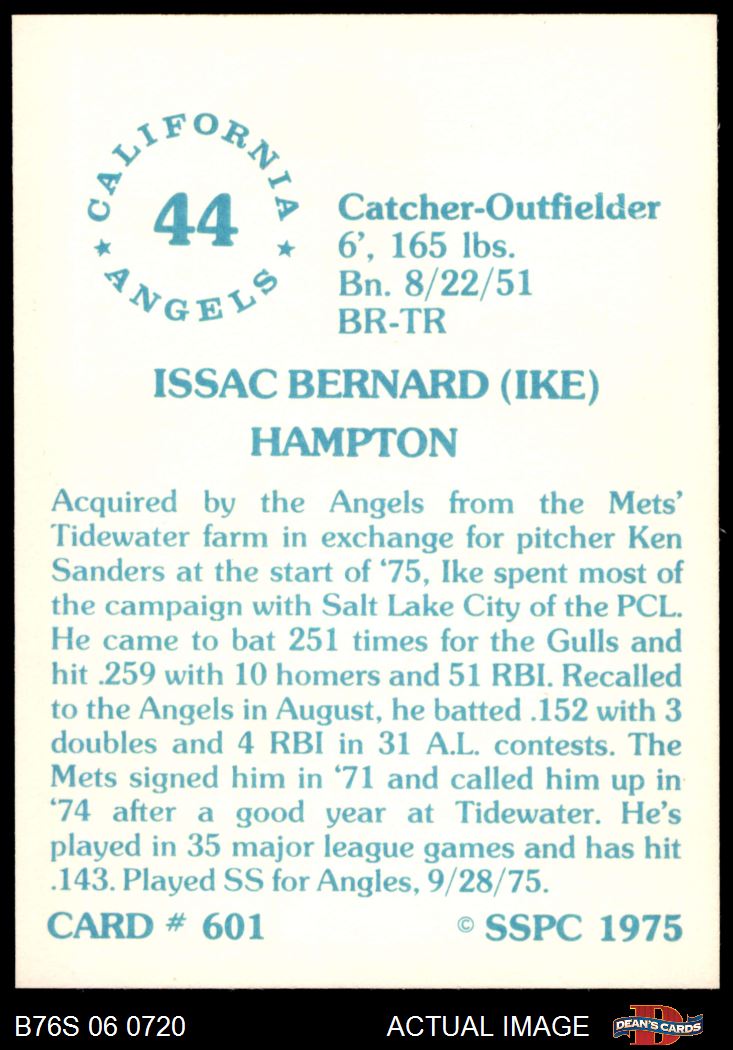 CALIFORNIA
44
ANGELS
Catcher-Outfielder
6’, 165 lbs.
Bn. 8/22/51
BR-TR
ISSAC BERNARD (IKE)
HAMPTON
Acquired by the Angels from the Mets’
Tidewater farm in exchange for pitcher Ken
Sanders at the start of ‘75, Ike spent most of
the campaign with Salt Lake City of the PCL.
He came to bat 251 times for the Gulls and
hit .259 with 10 homers and 51 RBI. Recalled
to the Angels in August, he batted .152 with 3
doubles and 4 RBI in 31 A.L. contests. The
Mets signed him in ‘71 and called him up in
‘74 after a good year at Tidewater. He’s
played in 35 major league games and has hit
.143. Played SS for Angles, 9/28/75.
CARD # 601 © SSPC 1975
B76S 06 0720 ACTUAL IMAGE DEAN'S CARDS